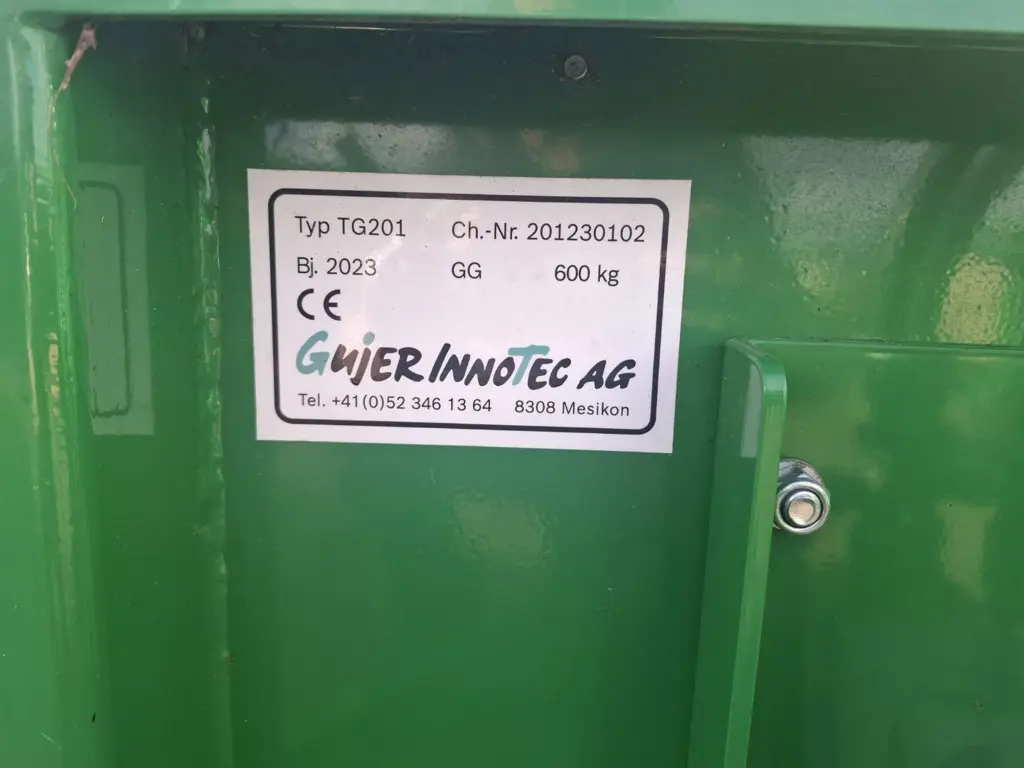 Typ TG201 Ch.-Nr. 201230102
Bj. 2023 GG 600 kg
CE
GUJER INNOTEC AG
Tel. +41(0)52 346 13 64 8308 Mesikon